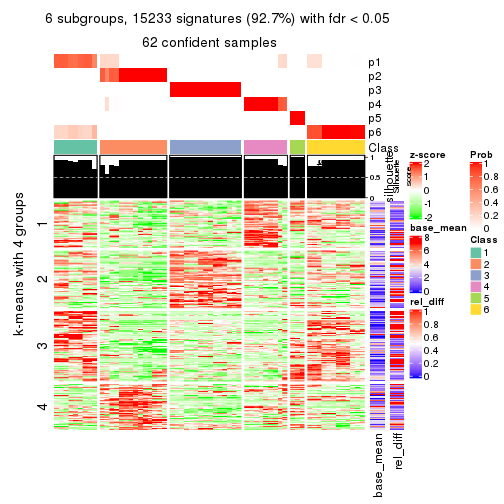 6 subgroups, 15233 signatures (92.7%) with fdr < 0.05
62 confident samples
p1
p2
p3
p4
p5
p6
Class
1
0.5
0
silhouette
Silhouette
score
k-means with 4 groups
1
2
3
4
base_mean
rel_diff
z-score
2
1
0
-1
-2
base_mean
8
6
4
2
0
rel_diff
1
0.8
0.6
0.4
0.2
0
Prob
1
0.8
0.6
0.4
0.2
0
Class
1
2
3
4
5
6